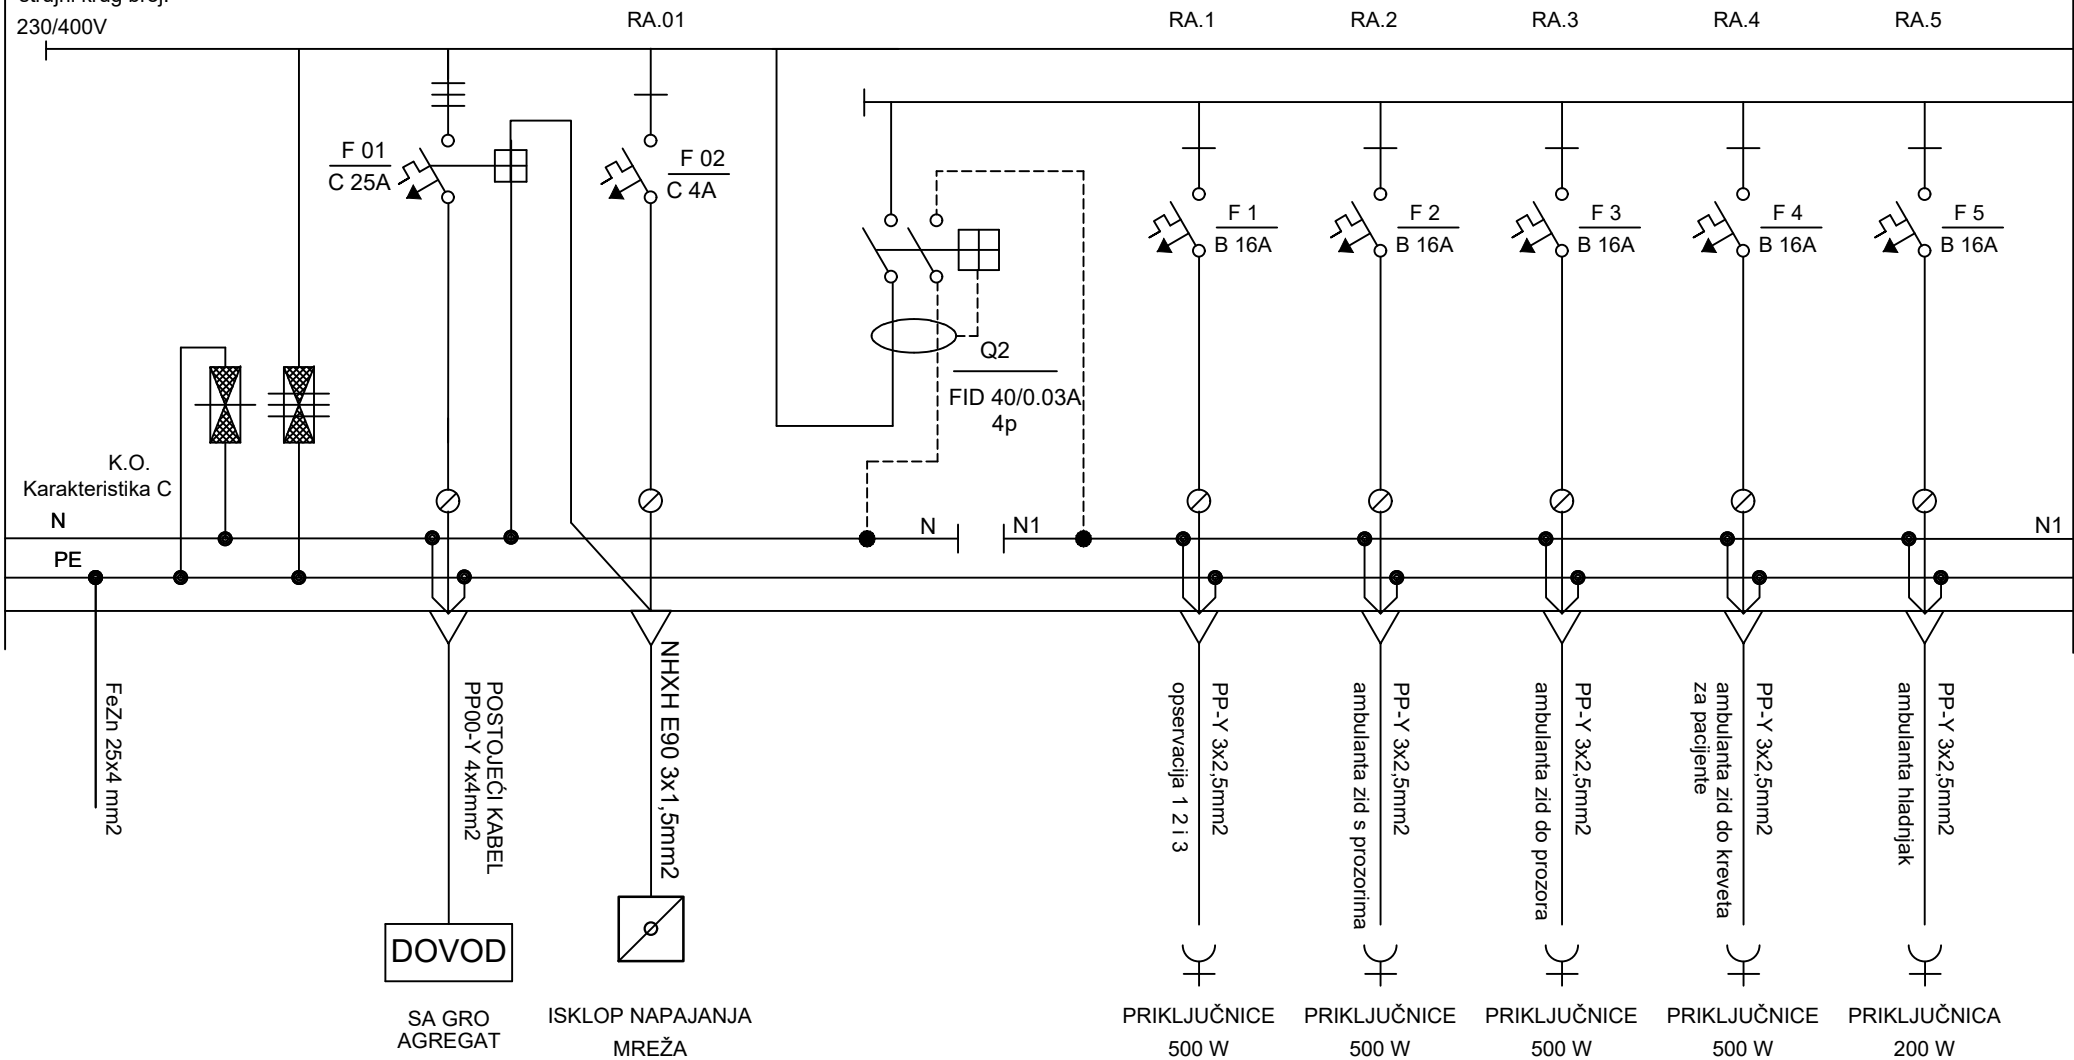 strujni krug broj:
230/400V
RA.01
RA.1
RA.2
RA.3
RA.4
RA.5
F 01
C 25A
F 02
C 4A
F 1
B 16A
F 2
B 16A
F 3
B 16A
F 4
B 16A
F 5
B 16A
Q2
FID 40/0.03A
4p
K.O.
Karakteristika C
N
N
N1
N1
PE
FeZn 25x4 mm2
POSTOJEĆI KABEL
PP00-Y 4x4mm2
NHXH E90 3x1,5mm2
PP-Y 3x2,5mm2
opservacija 1 2 i 3
PP-Y 3x2,5mm2
ambulanta zid s prozorima
PP-Y 3x2,5mm2
ambulanta zid do prozora
PP-Y 3x2,5mm2
ambulanta zid do kreveta
za pacijente
PP-Y 3x2,5mm2
ambulanta hladnjak
DOVOD
SA GRO
AGREGAT
ISKLOP NAPAJANJA
MREŽA
PRIKLJUČNICE
500 W
PRIKLJUČNICE
500 W
PRIKLJUČNICE
500 W
PRIKLJUČNICE
500 W
PRIKLJUČNICA
200 W